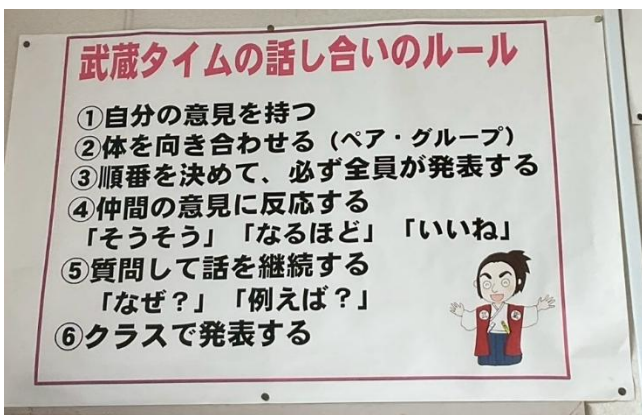 武蔵タイムの話し合いのルール
①自分の意見を持つ
②体を向き合わせる（ペア・グループ）
③順番を決めて、必ず全員が発表する
④仲間の意見に反応する
「そうそう」「なるほど」「いいね」
⑤質問して話を継続する
「なぜ？」「例えば？」
⑥クラスで発表する